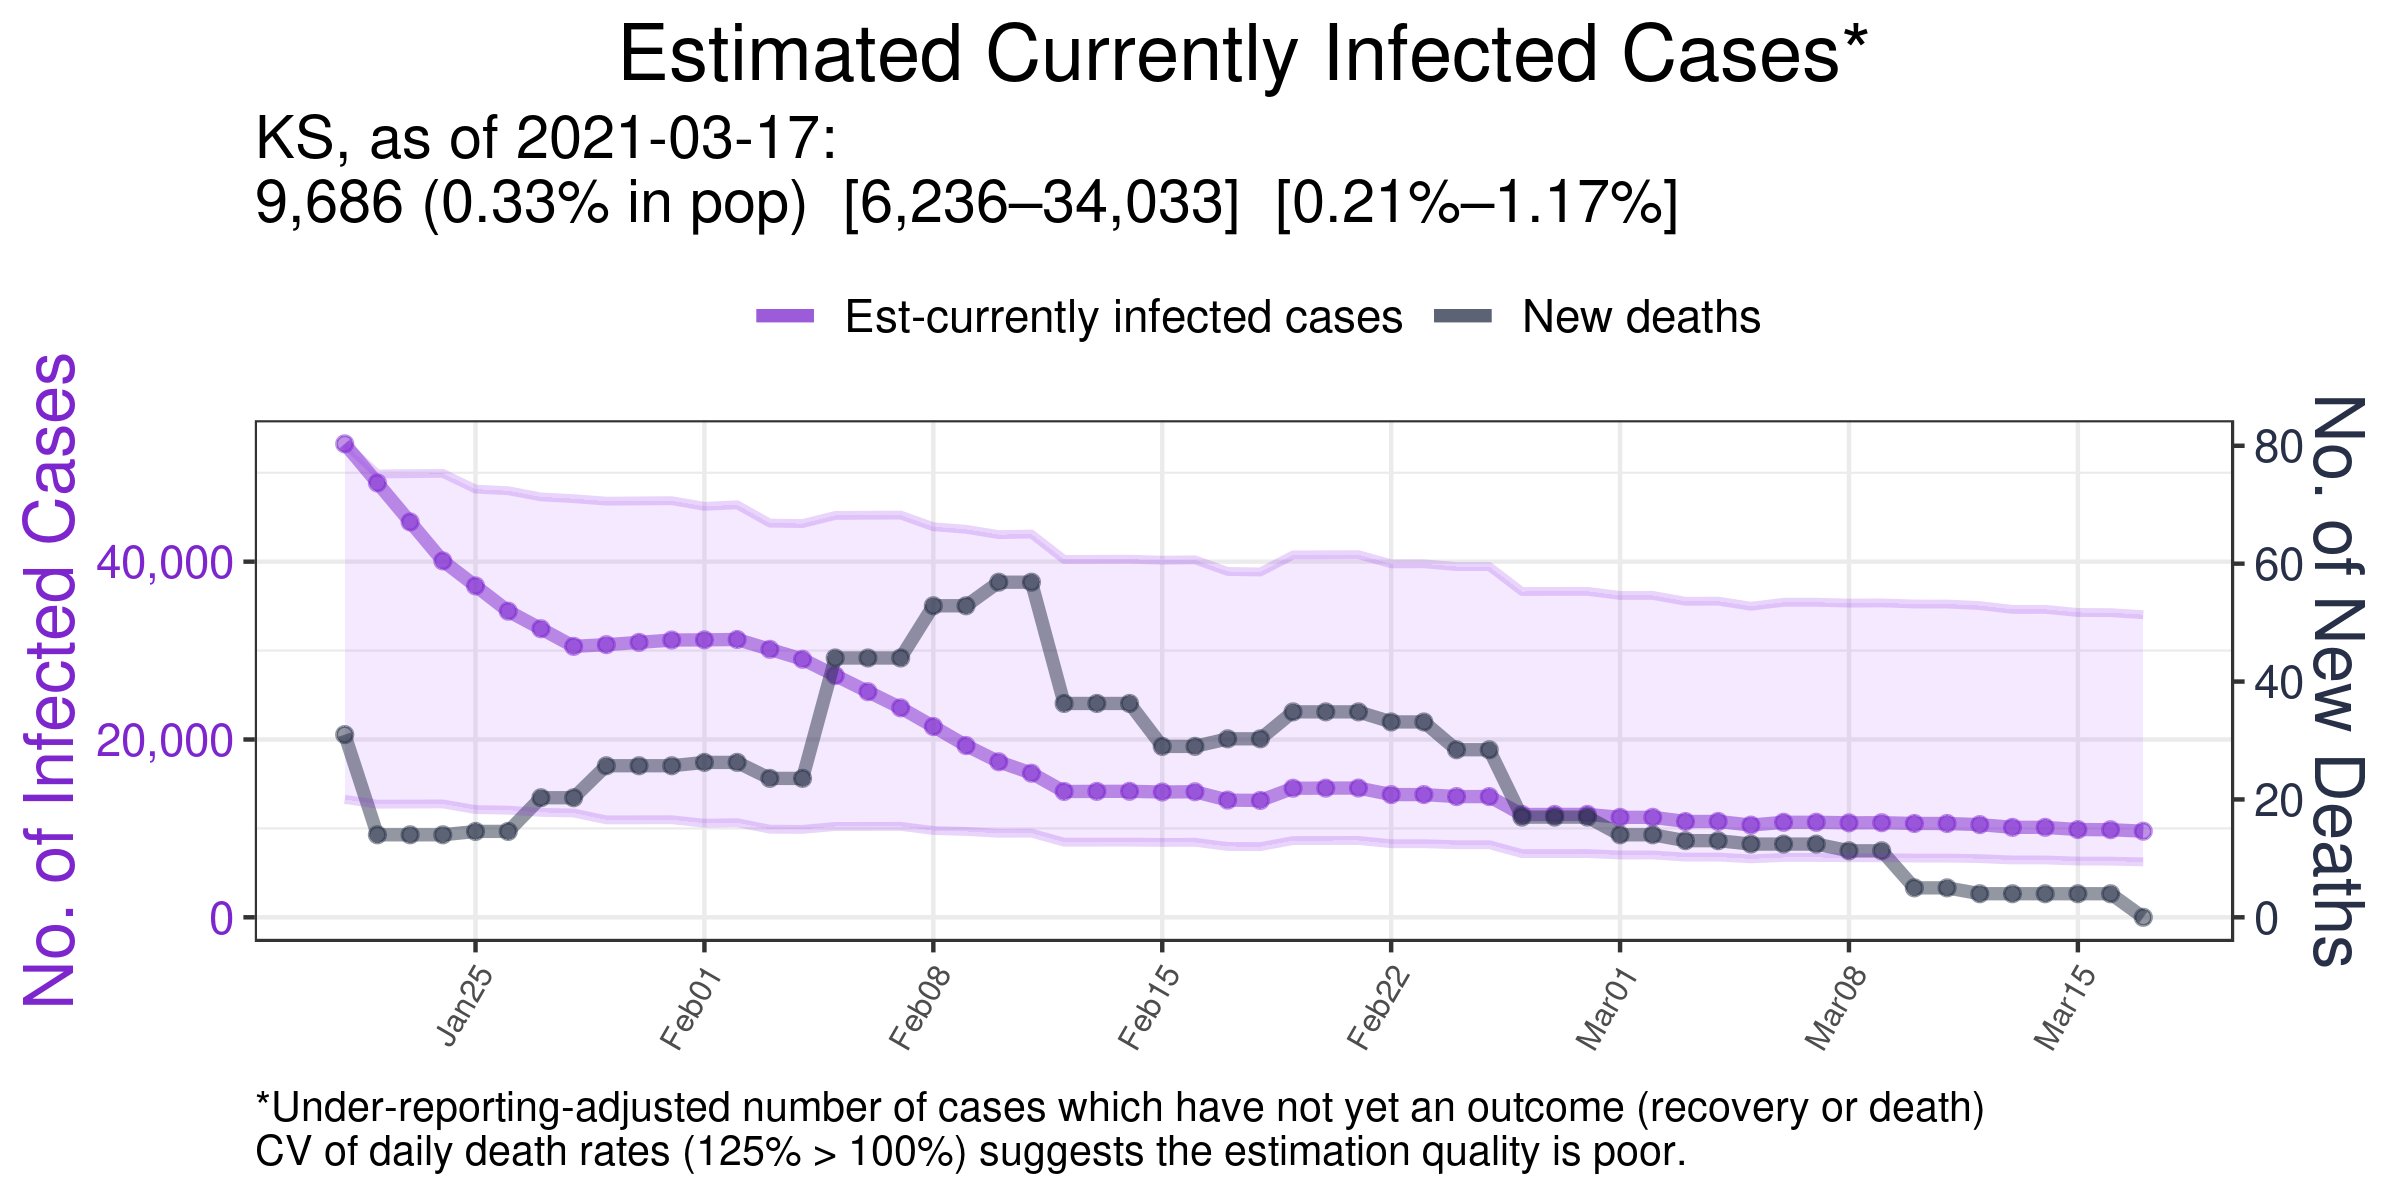 Estimated Currently Infected Cases*
KS, as of 2021-03-17:
9,686 (0.33% in pop)  [6,236–34,033]  [0.21%–1.17%]
Est-currently infected cases
New deaths
No. of Infected Cases
40,000
20,000
0
80
60
40
20
0
No. of New Deaths
Jan25
Feb01
Feb08
Feb15
Feb22
Mar01
Mar08
Mar15
*Under-reporting-adjusted number of cases which have not yet an outcome (recovery or death)
CV of daily death rates (125% > 100%) suggests the estimation quality is poor.